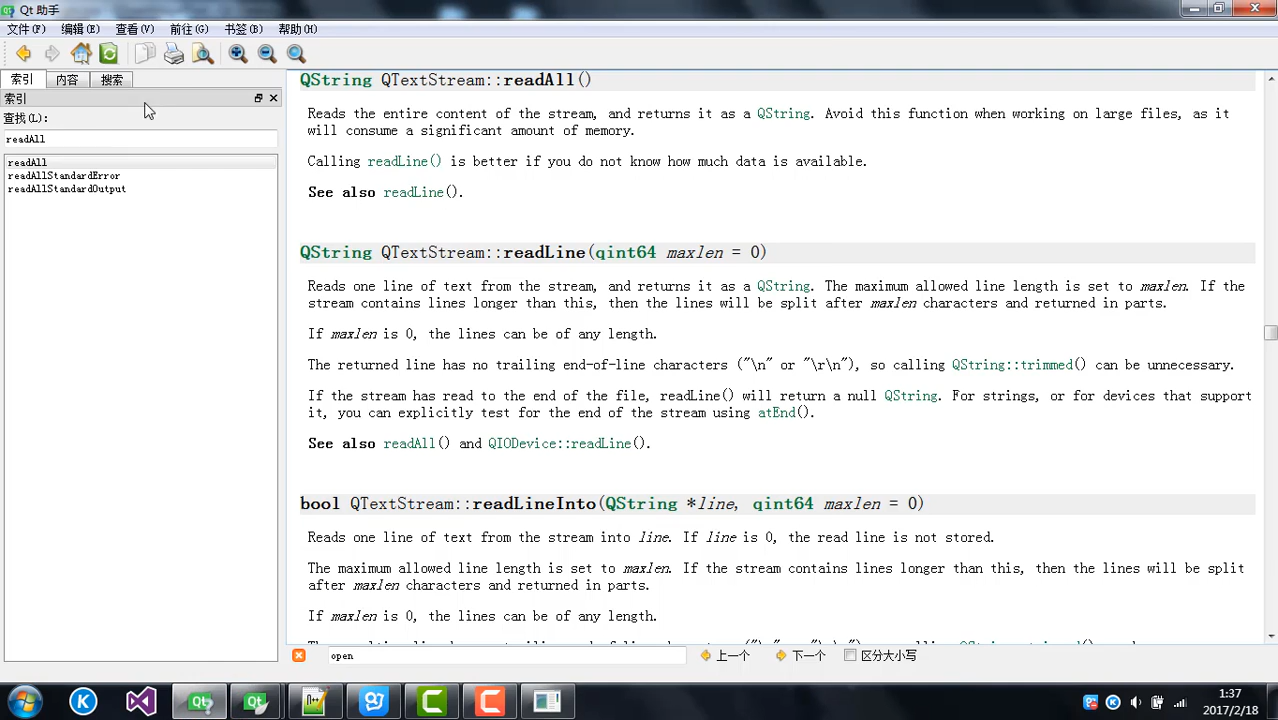 Qt 助手
文件(F) 编辑(E) 查看(V) 前往(G) 书签(B) 帮助(H)
索引 内容 搜索
索引
查找(L):
readAll
readAll
readAllStandardError
readAllStandardOutput
QString QTextStream::readAll()
Reads the entire content of the stream, and returns it as a QString. Avoid this function when working on large files, as it
will consume a significant amount of memory.
Calling readLine() is better if you do not know how much data is available.
See also readLine().
QString QTextStream::readLine(qint64 maxlen = 0)
Reads one line of text from the stream, and returns it as a QString. The maximum allowed line length is set to maxlen. If the
stream contains lines longer than this, then the lines will be split after maxlen characters and returned in parts.
If maxlen is 0, the lines can be of any length.
The returned line has no trailing end-of-line characters ("\n" or "\r\n"), so calling QString::trimmed() can be unnecessary.
If the stream has read to the end of the file, readLine() will return a null QString. For strings, or for devices that support
it, you can explicitly test for the end of the stream using atEnd().
See also readAll() and QIODevice::readLine().
bool QTextStream::readLineInto(QString *line, qint64 maxlen = 0)
Reads one line of text from the stream into line. If line is 0, the read line is not stored.
The maximum allowed line length is set to maxlen. If the stream contains lines longer than this, then the lines will be split
after maxlen characters and returned in parts.
If maxlen is 0, the lines can be of any length.
open 上一个 下一个 区分大小写
1:37
2017/2/18